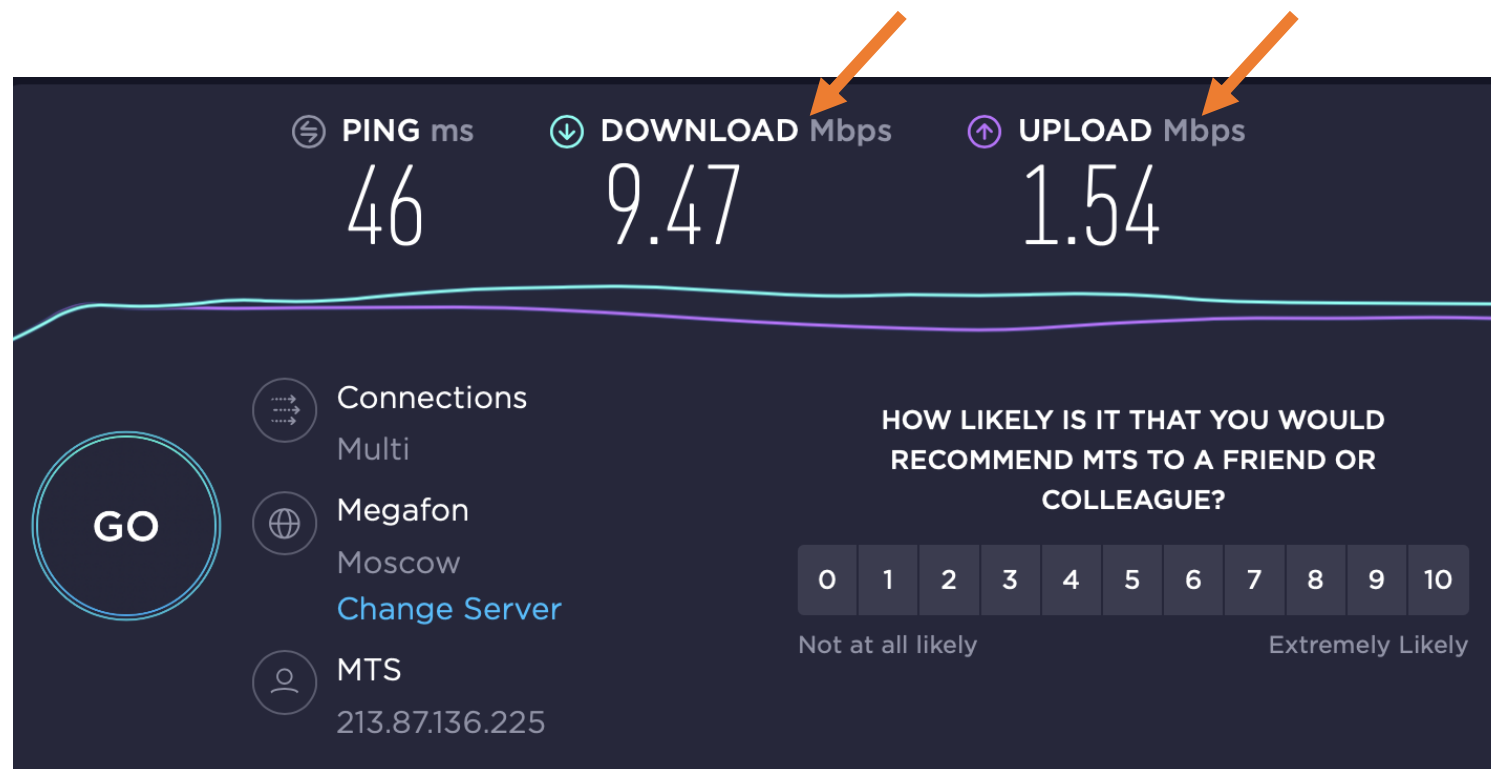 PING ms
46
DOWNLOAD Mbps
9.47
UPLOAD Mbps
1.54
GO
Connections
Multi
Megafon
Moscow
Change Server
MTS
213.87.136.225
HOW LIKELY IS IT THAT YOU WOULD
RECOMMEND MTS TO A FRIEND OR
COLLEAGUE?
0 1 2 3 4 5 6 7 8 9 10
Not at all likely Extremely Likely